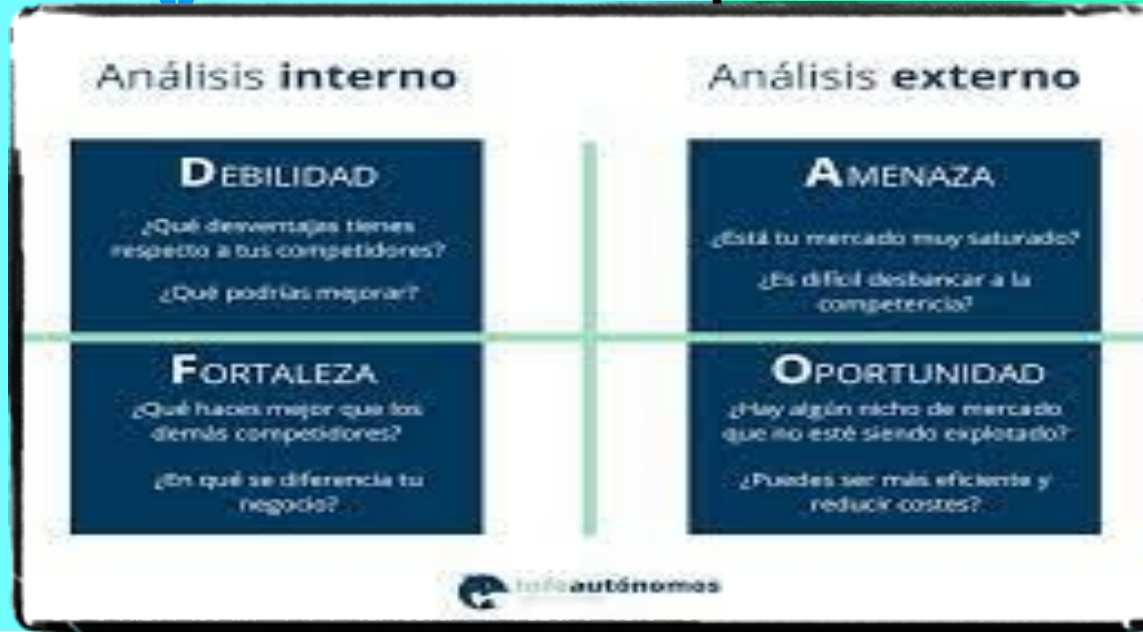 Análisis interno
DEBILIDAD
¿Qué desventajas tienes
respecto a tus competidores?
¿Qué podrías mejorar?
FORTALEZA
¿Qué haces mejor que los
demás competidores?
¿En qué se diferencia tu
negocio?
Análisis externo
AMENAZA
¿Está tu mercado muy saturado?
¿Es difícil desbancar a la
competencia?
OPORTUNIDAD
¿Hay algún nicho de mercado
que no esté siendo explotado?
¿Puedes ser más eficiente y
reducir costes?
infoautónomos